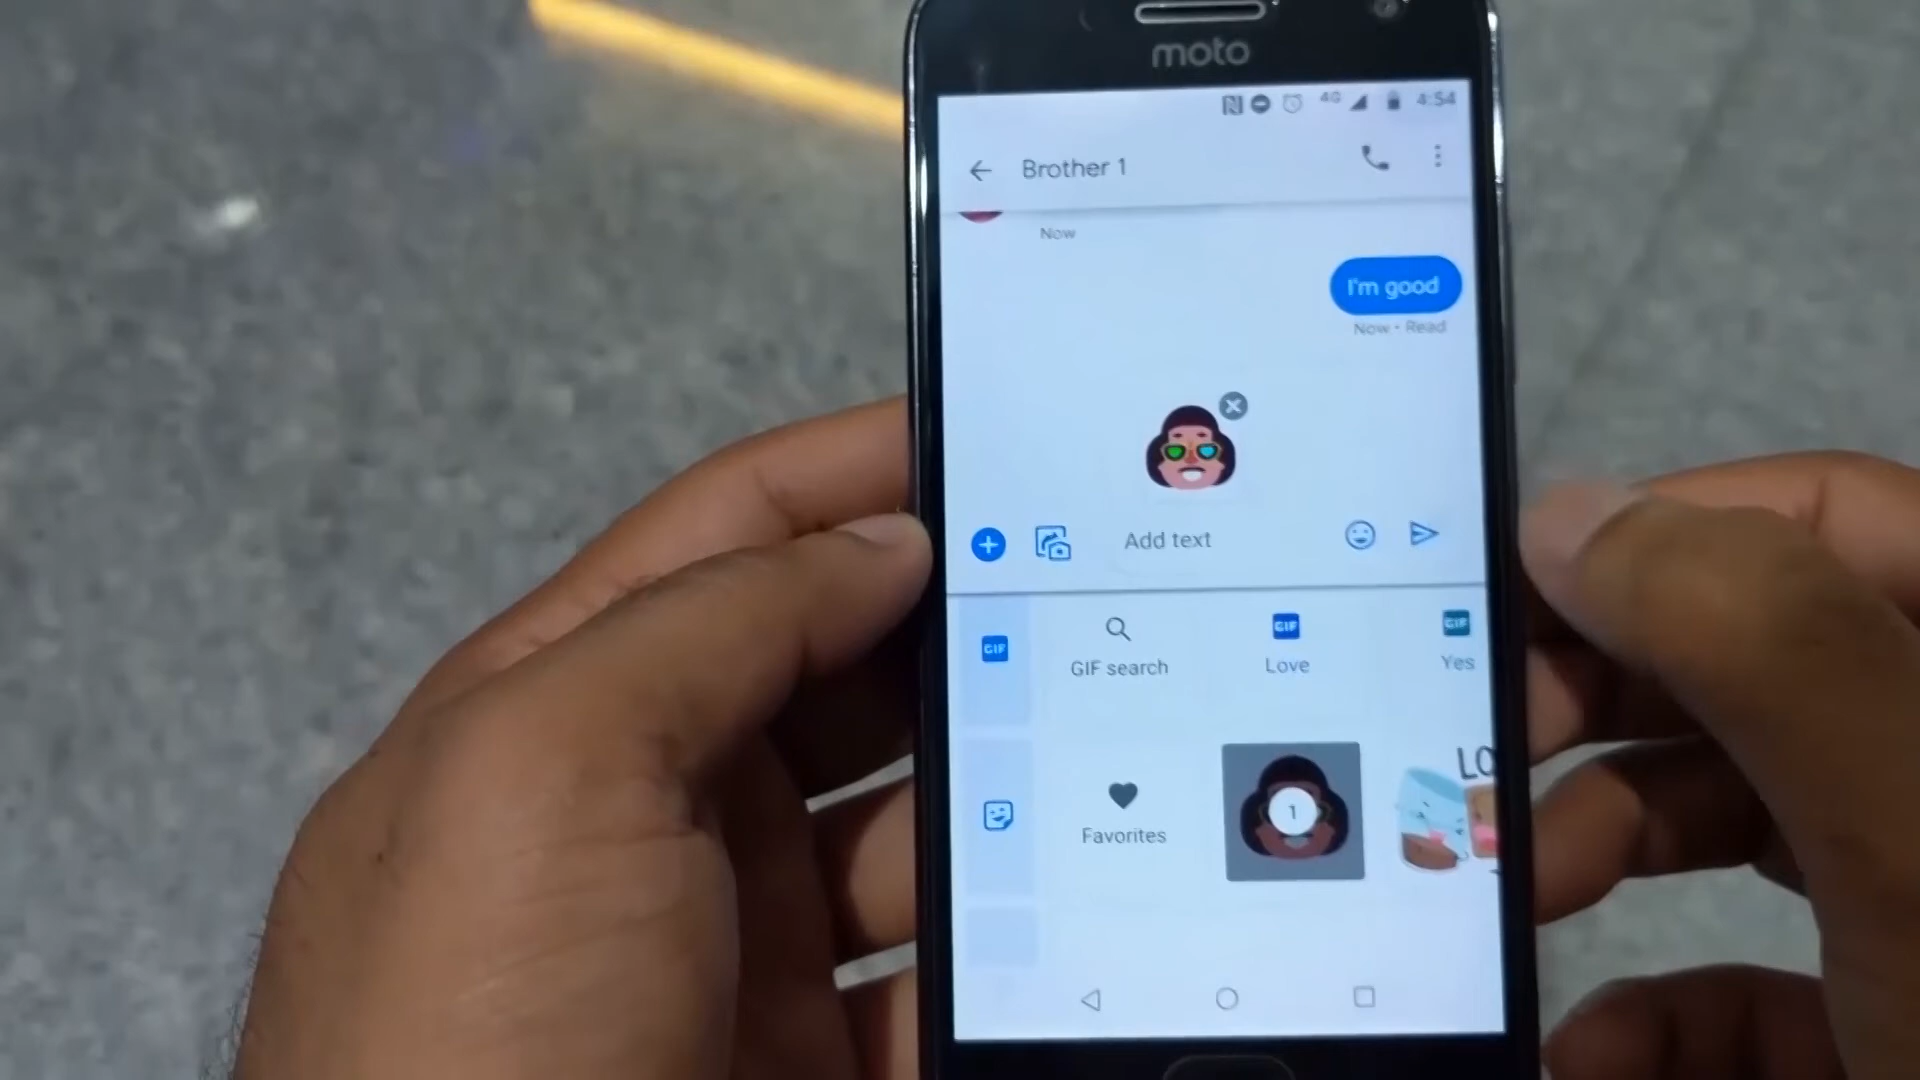 moto
4G 4:54
Brother 1
Now
I'm good
Now • Read
Add text
GIF
GIF search
GIF
Love
GIF
Yes
Favorites
1
LO